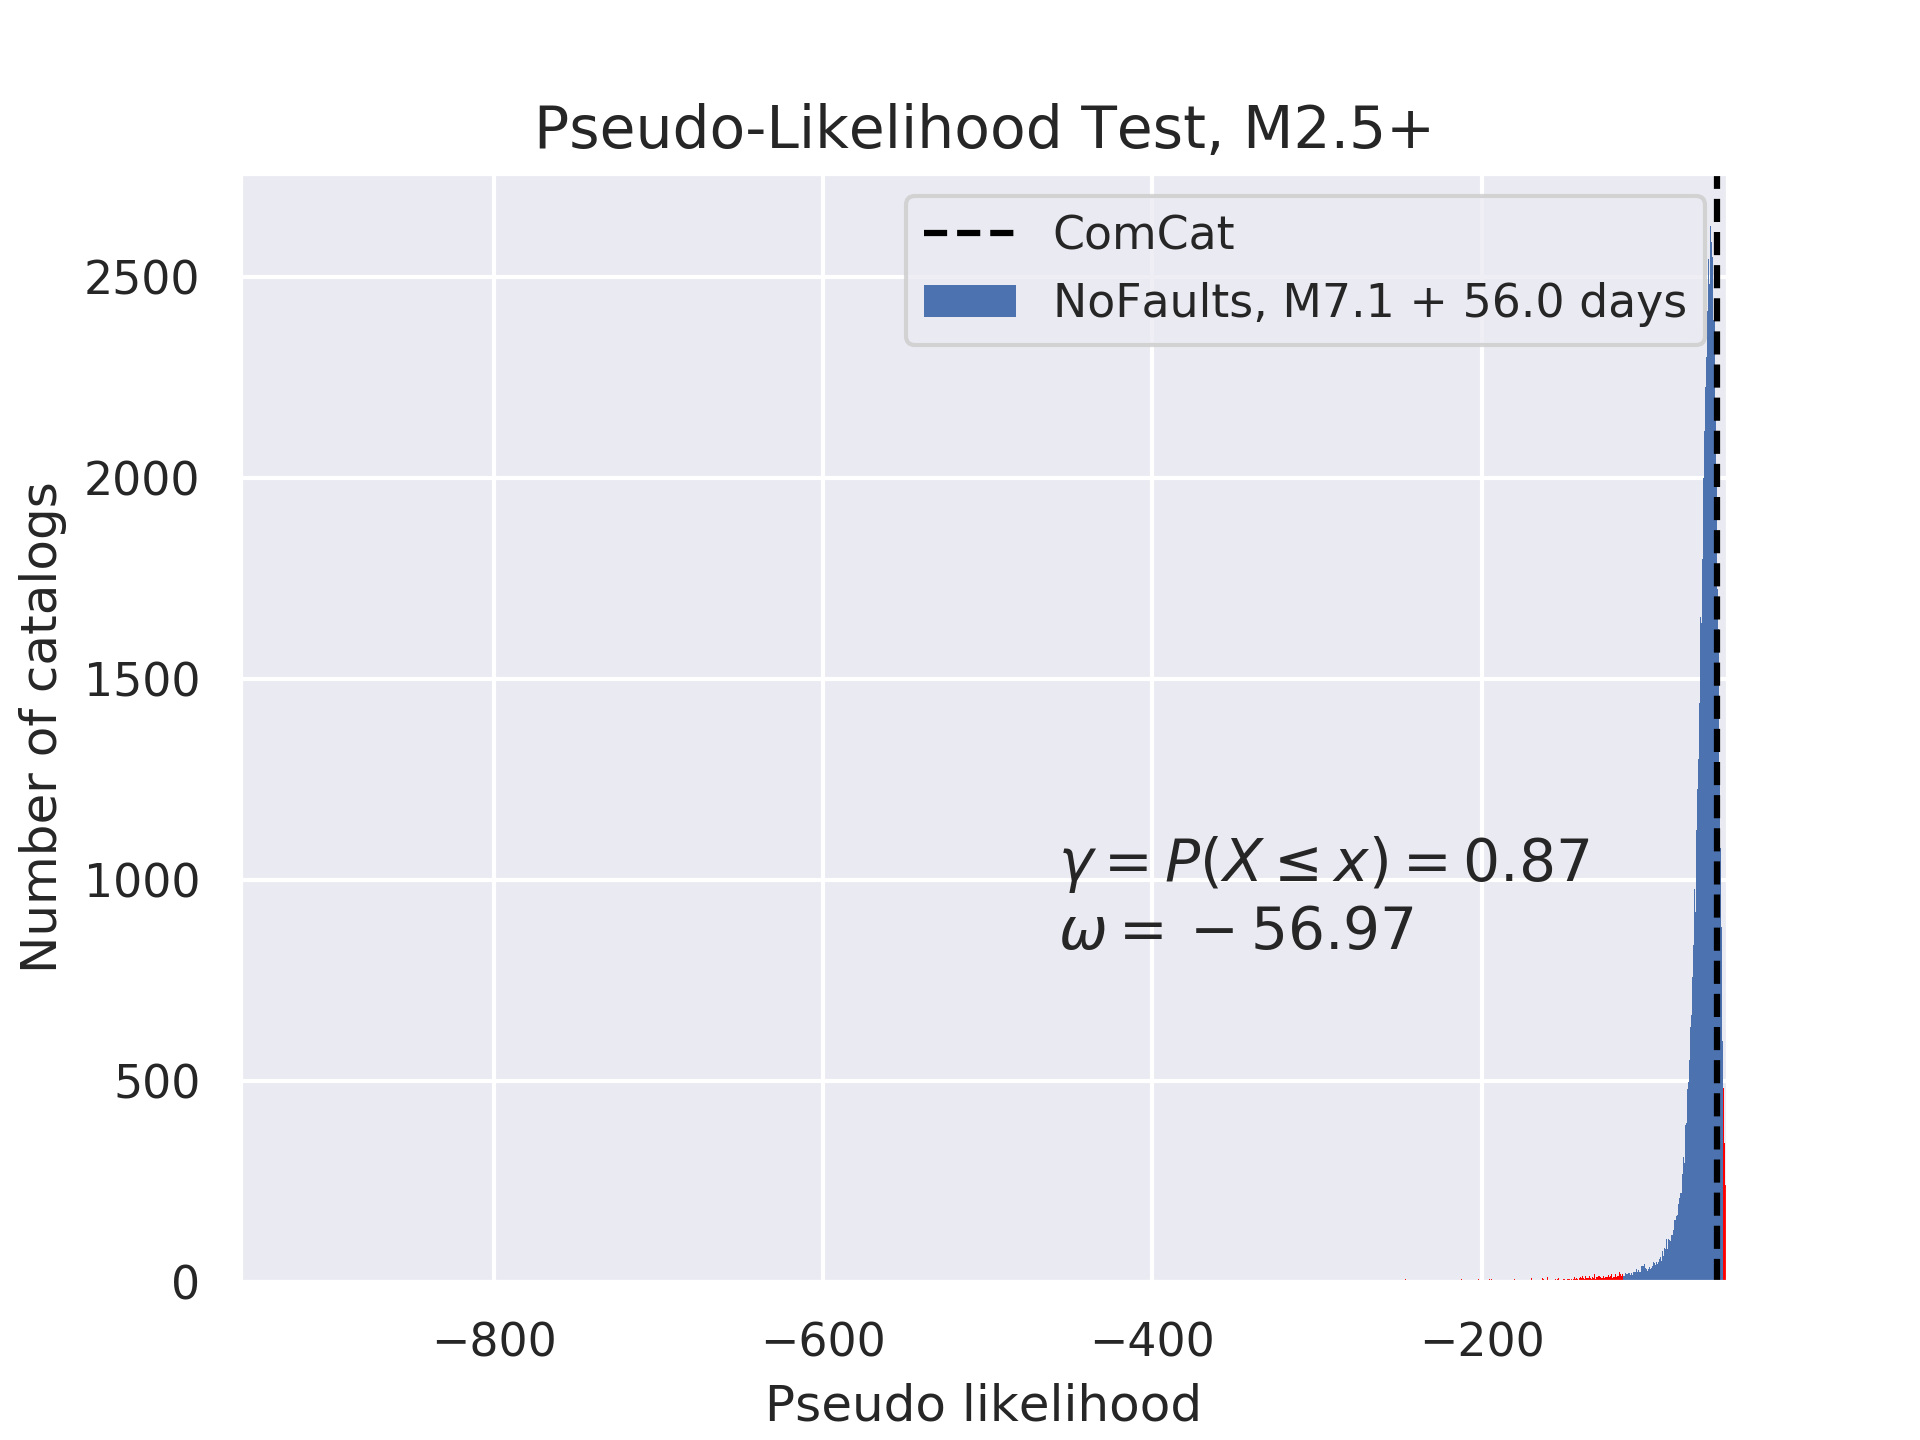 Pseudo-Likelihood Test, M2.5+
ComCat
NoFaults, M7.1 + 56.0 days
2500
2000
1500
1000
500
0
Number of catalogs
γ = P(X ≤ x) = 0.87
ω = − 56.97
−800
−600
−400
−200
Pseudo likelihood